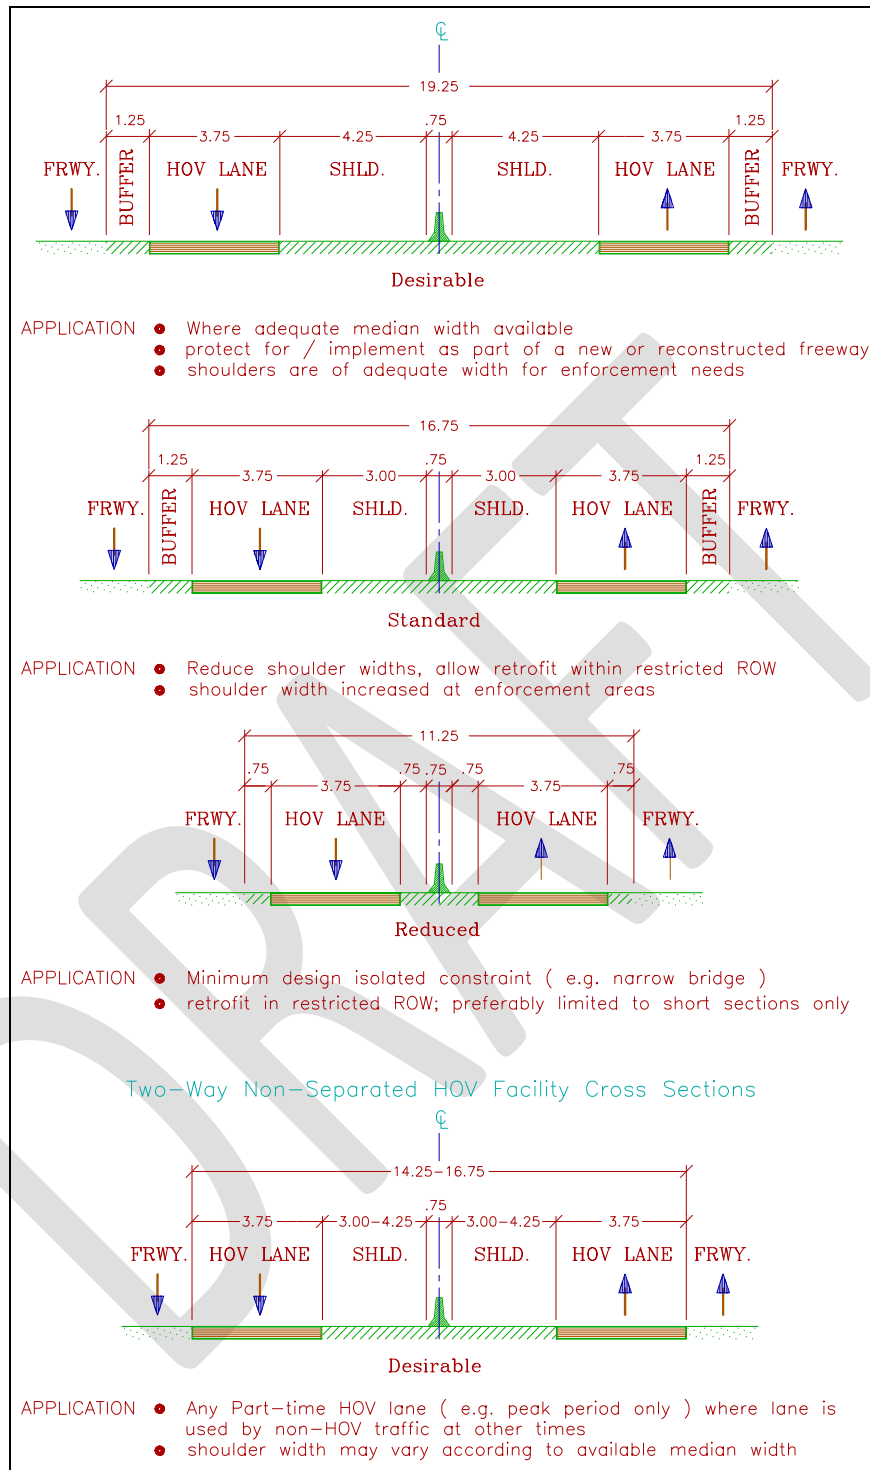 ℄
19.25
1.25 3.75 4.25 .75 4.25 3.75 1.25
FRWY. BUFFER HOV LANE SHLD. SHLD. HOV LANE BUFFER FRWY.
Desirable
APPLICATION • Where adequate median width available
• protect for / implement as part of a new or reconstructed freeway
• shoulders are of adequate width for enforcement needs
16.75
1.25 3.75 3.00 .75 3.00 3.75 1.25
FRWY. BUFFER HOV LANE SHLD. SHLD. HOV LANE BUFFER FRWY.
Standard
APPLICATION • Reduce shoulder widths, allow retrofit within restricted ROW
• shoulder width increased at enforcement areas
11.25
.75 3.75 .75 .75 .75 3.75 .75
FRWY. HOV LANE HOV LANE FRWY.
Reduced
APPLICATION • Minimum design isolated constraint ( e.g. narrow bridge )
• retrofit in restricted ROW; preferably limited to short sections only
Two-Way Non-Separated HOV Facility Cross Sections
℄
14.25-16.75
3.75 3.00-4.25 .75 3.00-4.25 3.75
FRWY. HOV LANE SHLD. SHLD. HOV LANE FRWY.
Desirable
APPLICATION • Any Part-time HOV lane ( e.g. peak period only ) where lane is
used by non-HOV traffic at other times
• shoulder width may vary according to available median width
DRAFT